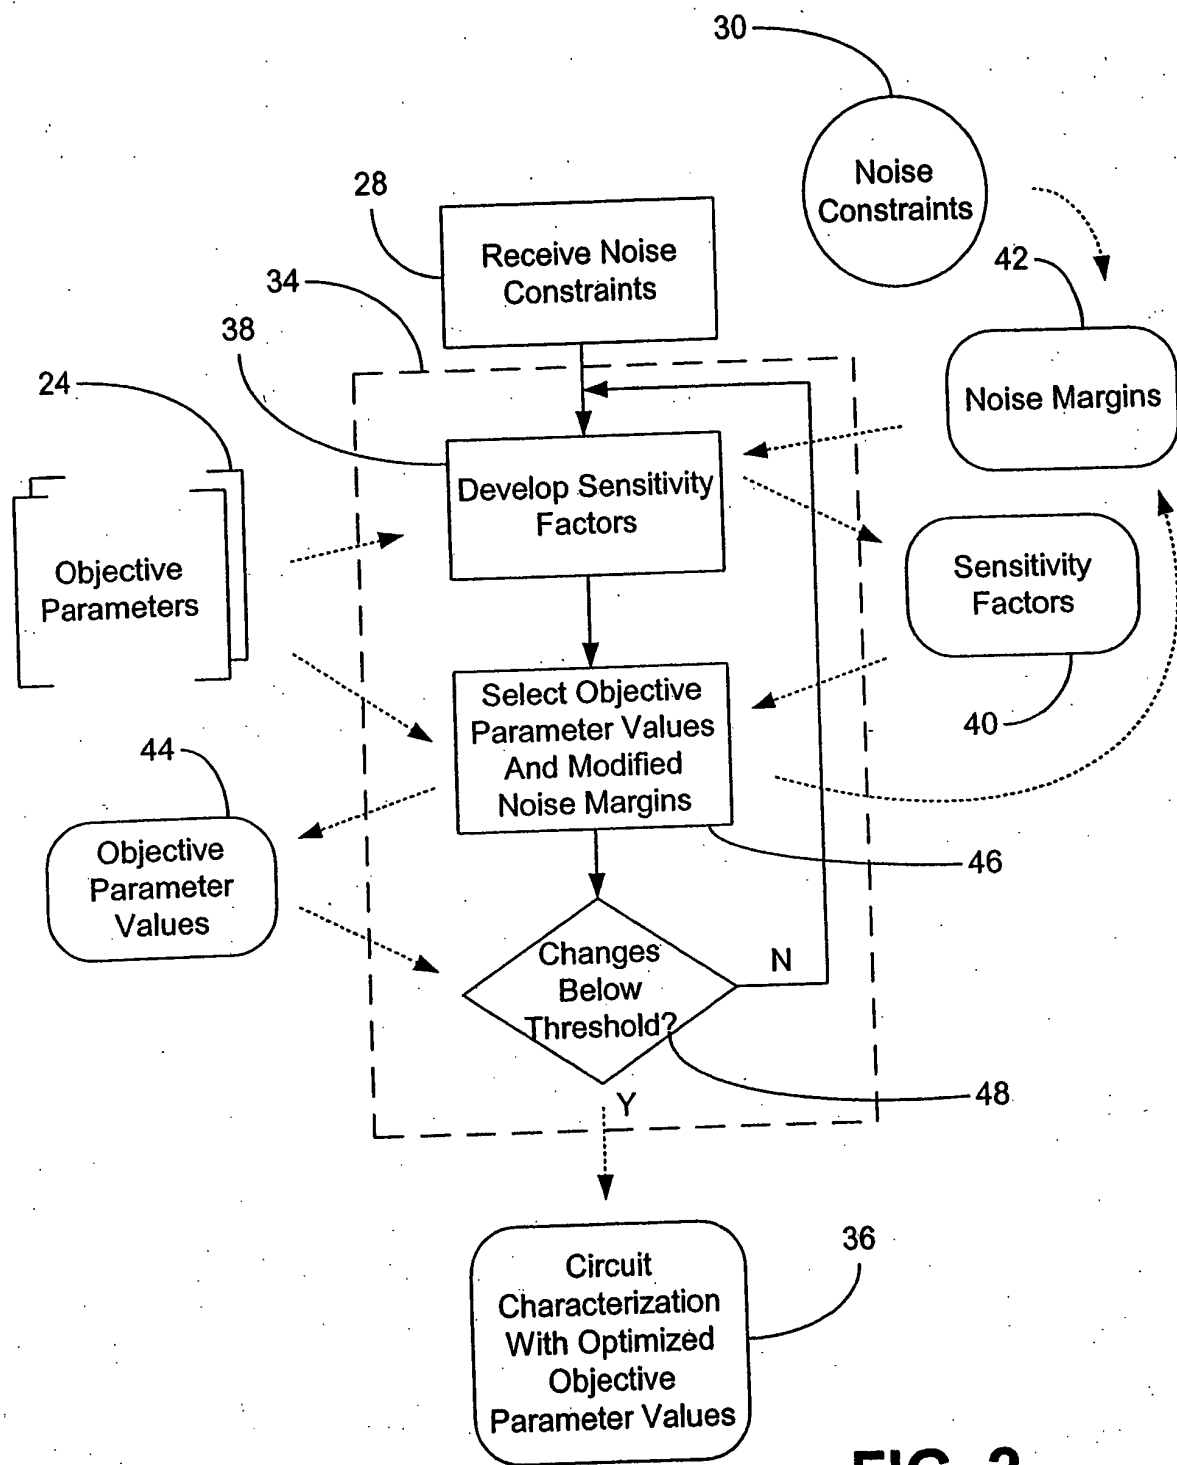 30
Noise
Constraints
28
Receive Noise
Constraints
42
34
38
24
Noise Margins
Develop Sensitivity
Factors
Objective
Parameters
Sensitivity
Factors
40
Select Objective
Parameter Values
And Modified
Noise Margins
44
Objective
Parameter
Values
46
Changes
Below
Threshold?
N
48
Y
36
Circuit
Characterization
With Optimized
Objective
Parameter Values
FIG. 2